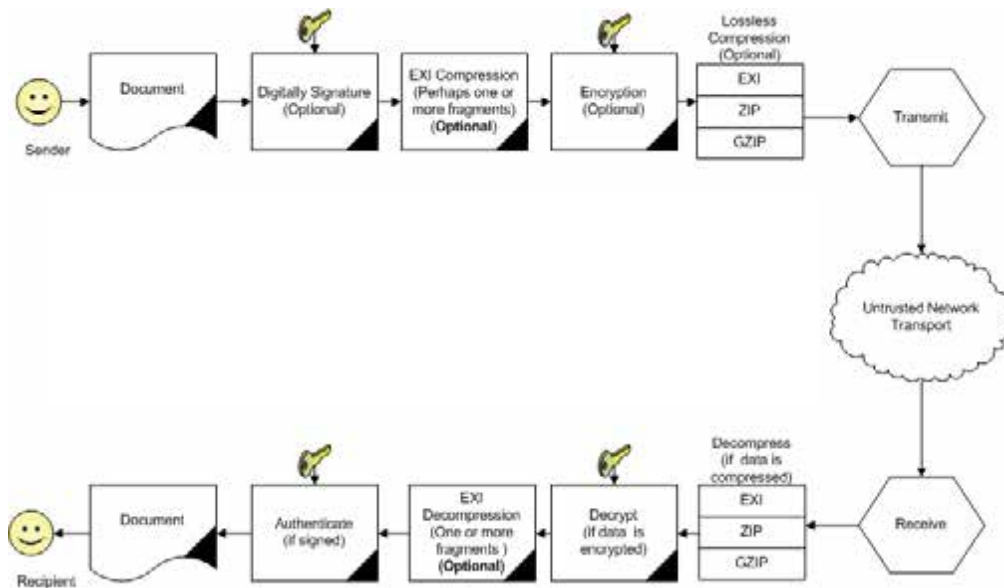 Sender
Document
Digitally Signature
(Optional)
EXI Compression
(Perhaps one or
more fragments)
(Optional)
Encryption
(Optional)
Lossless
Compression
(Optional)
EXI
ZIP
GZIP
Transmit
Untrusted Network
Transport
Receive
Decompress
(if data is
compressed)
EXI
ZIP
GZIP
Decrypt
(if data is
encrypted)
EXI
Decompression
(One or more
fragments )
(Optional)
Authenticate
(if signed)
Document
Recipient